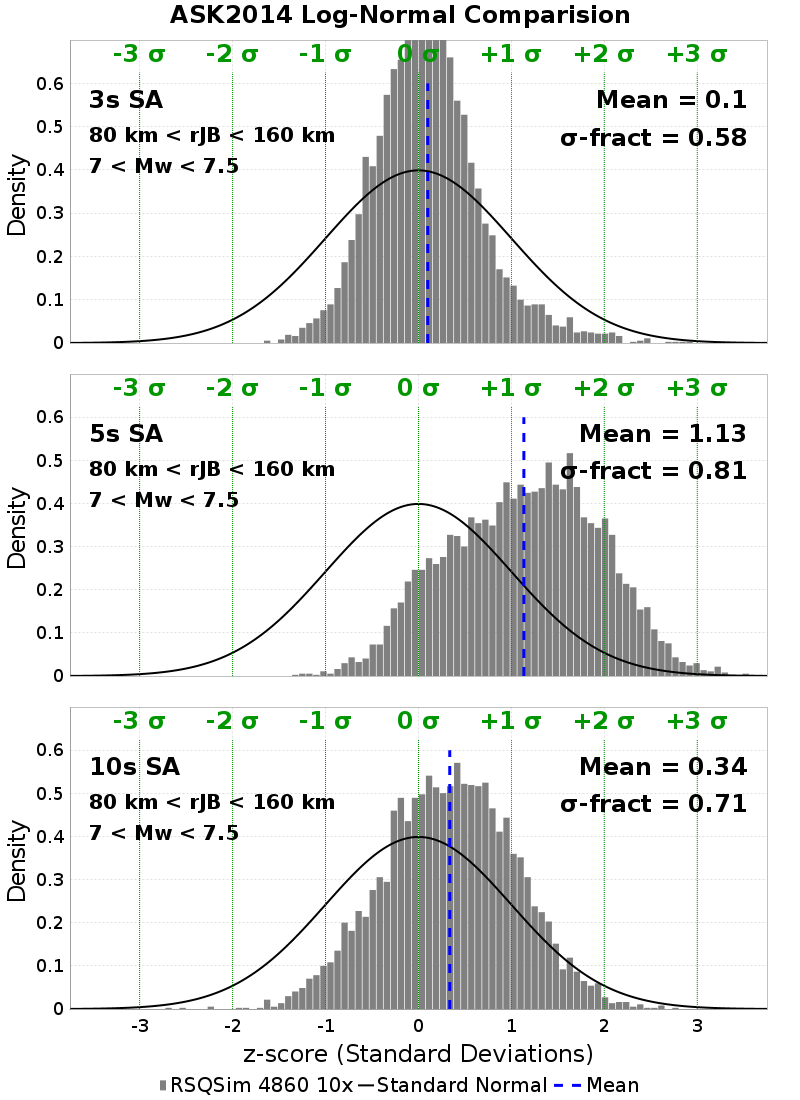 ASK2014 Log-Normal Comparision
-3 σ -2 σ -1 σ 0 σ +1 σ +2 σ +3 σ
3s SA
80 km < rJB < 160 km
7 < Mw < 7.5
Mean = 0.1
σ-fract = 0.58
Density
0.6
0.5
0.4
0.3
0.2
0.1
0
-3 σ -2 σ -1 σ 0 σ +1 σ +2 σ +3 σ
5s SA
80 km < rJB < 160 km
7 < Mw < 7.5
Mean = 1.13
σ-fract = 0.81
Density
0.6
0.5
0.4
0.3
0.2
0.1
0
-3 σ -2 σ -1 σ 0 σ +1 σ +2 σ +3 σ
10s SA
80 km < rJB < 160 km
7 < Mw < 7.5
Mean = 0.34
σ-fract = 0.71
Density
0.6
0.5
0.4
0.3
0.2
0.1
0
-3 -2 -1 0 1 2 3
z-score (Standard Deviations)
RSQSim 4860 10x Standard Normal Mean